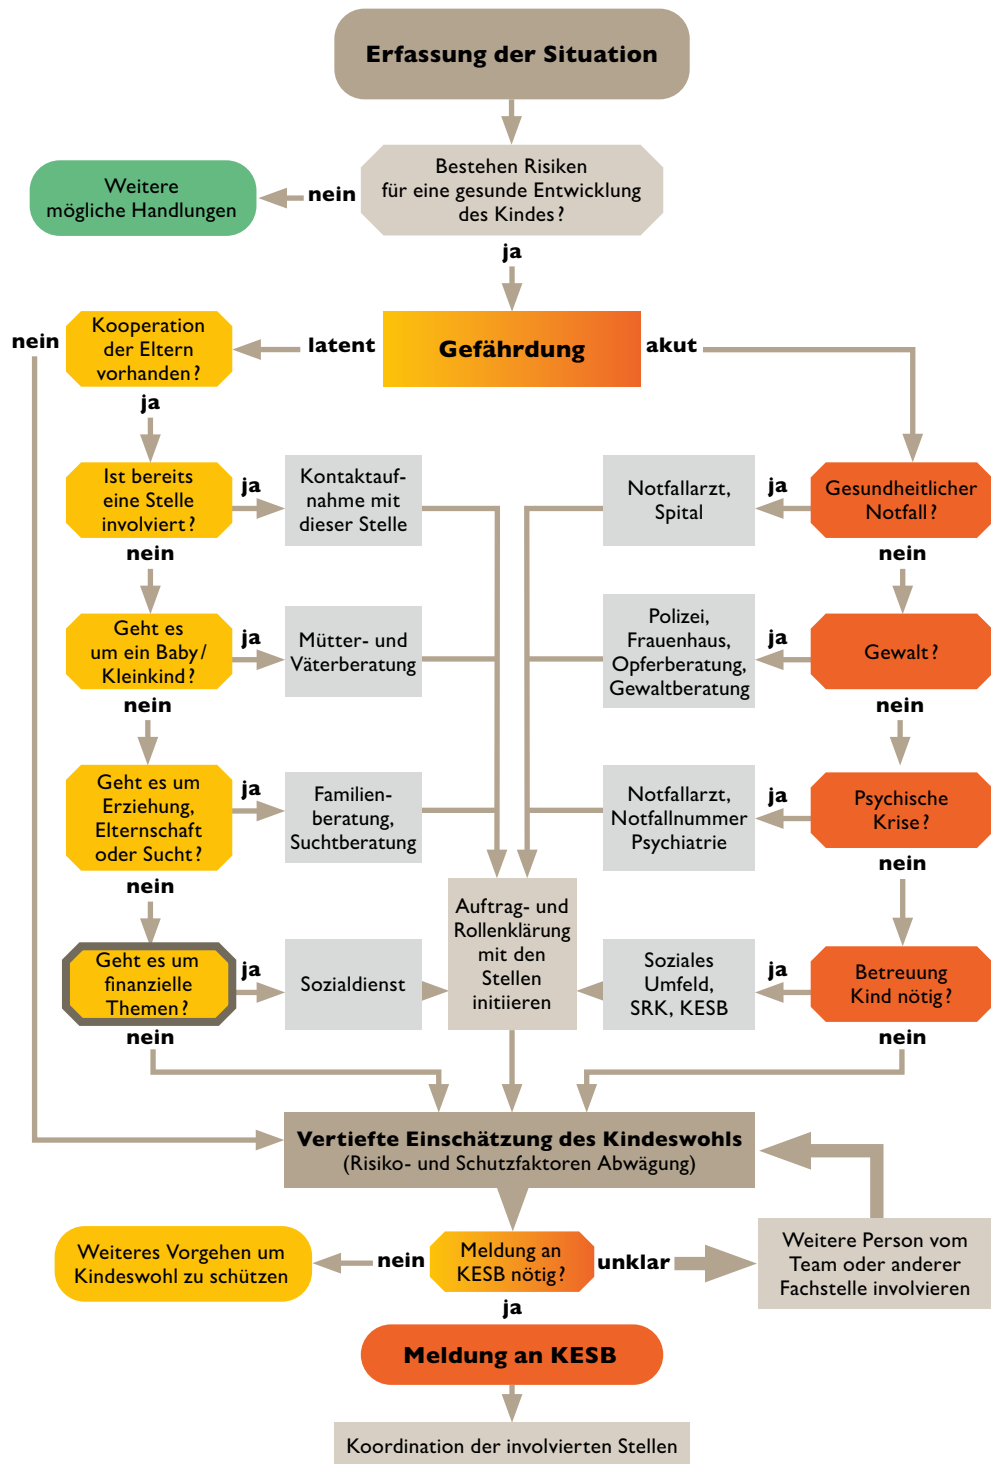 Erfassung der Situation
Bestehen Risiken
für eine gesunde Entwicklung
des Kindes?
nein
Weitere
mögliche Handlungen
ja
Gefährdung
latent
akut
Kooperation
der Eltern
vorhanden?
nein
ja
Ist bereits
eine Stelle
involviert?
ja
Kontaktauf-
nahme mit
dieser Stelle
Notfallarzt,
Spital
ja
Gesundheitlicher
Notfall?
nein
nein
Geht es
um ein Baby/
Kleinkind?
ja
Mütter- und
Väterberatung
Polizei,
Frauenhaus,
Opferberatung,
Gewaltberatung
ja
Gewalt?
nein
nein
Geht es um
Erziehung,
Elternschaft
oder Sucht?
ja
Familien-
beratung,
Suchtberatung
Notfallarzt,
Notfallnummer
Psychiatrie
ja
Psychische
Krise?
nein
nein
Geht es um
finanzielle
Themen?
ja
Sozialdienst
Auftrag- und
Rollenklärung
mit den
Stellen
initiieren
Soziales
Umfeld,
SRK, KESB
ja
Betreuung
Kind nötig?
nein
nein
Vertiefte Einschätzung des Kindeswohls
(Risiko- und Schutzfaktoren Abwägung)
Weiteres Vorgehen um
Kindeswohl zu schützen
nein
Meldung an
KESB nötig?
unklar
Weitere Person vom
Team oder anderer
Fachstelle involvieren
ja
Meldung an KESB
Koordination der involvierten Stellen